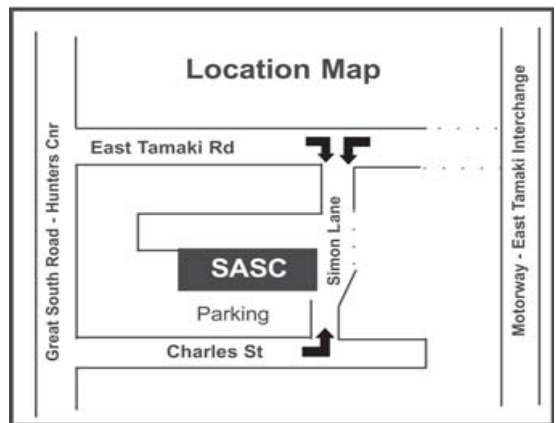 Location Map
East Tamaki Rd
Great South Road - Hunters Cnr
Motorway - East Tamaki Interchange
Simon Lane
SASC
Parking
Charles St